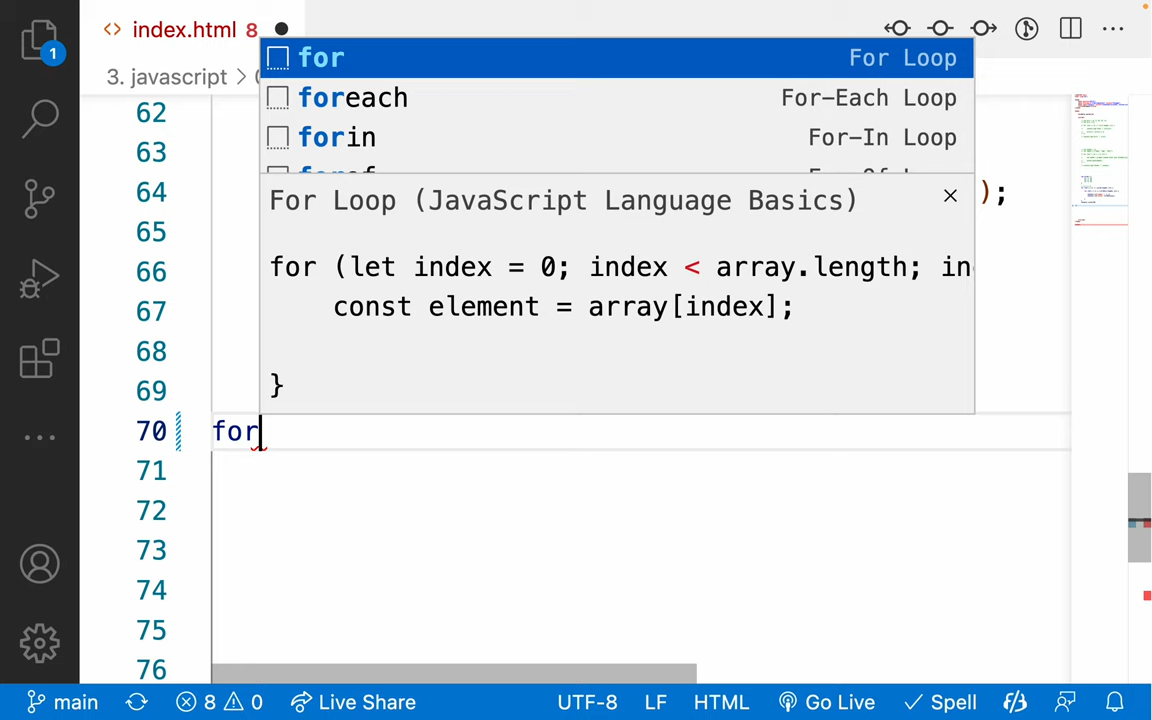 1
<> index.html 8
3. javascript >
62
63
64 );
65
66
67
68
69
70 for
71
72
73
74
75
76
for For Loop
foreach For-Each Loop
forin For-In Loop
For Loop (JavaScript Language Basics)
for (let index = 0; index < array.length; in
const element = array[index];
}
main 8 0 Live Share UTF-8 LF HTML Go Live Spell